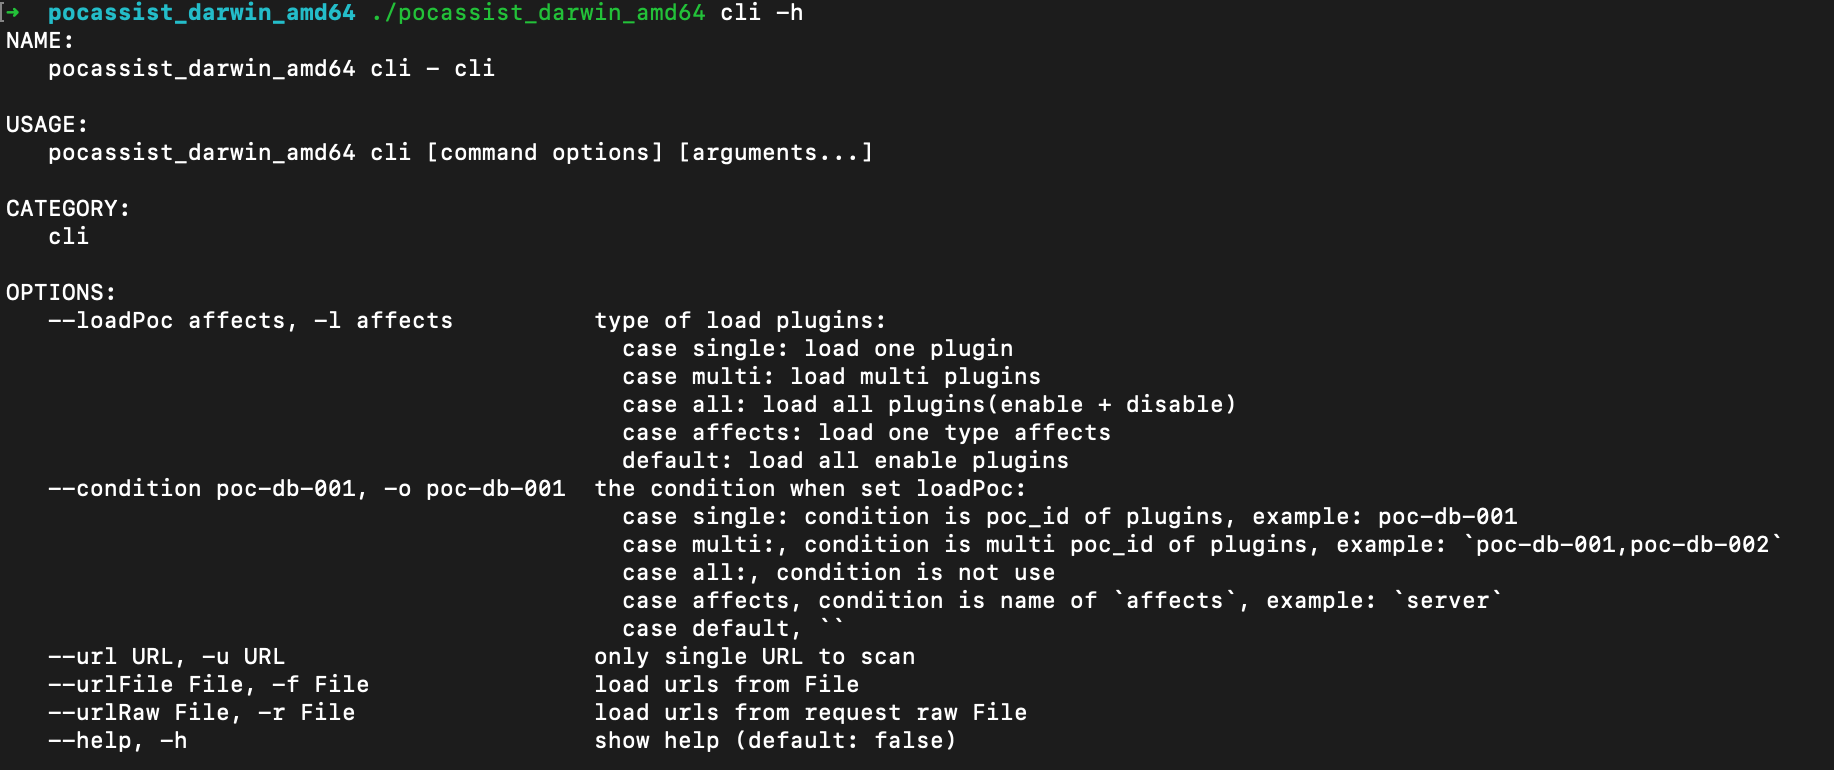 ➜  pocassist_darwin_amd64 ./pocassist_darwin_amd64 cli -h
NAME:
   pocassist_darwin_amd64 cli - cli

USAGE:
   pocassist_darwin_amd64 cli [command options] [arguments...]

CATEGORY:
   cli

OPTIONS:
   --loadPoc affects, -l affects          type of load plugins:
                                            case single: load one plugin
                                            case multi: load multi plugins
                                            case all: load all plugins(enable + disable)
                                            case affects: load one type affects
                                            default: load all enable plugins
   --condition poc-db-001, -o poc-db-001  the condition when set loadPoc:
                                            case single: condition is poc_id of plugins, example: poc-db-001
                                            case multi:, condition is multi poc_id of plugins, example: `poc-db-001,poc-db-002`
                                            case all:, condition is not use
                                            case affects, condition is name of `affects`, example: `server`
                                            case default, ``
   --url URL, -u URL                      only single URL to scan
   --urlFile File, -f File                load urls from File
   --urlRaw File, -r File                 load urls from request raw File
   --help, -h                             show help (default: false)